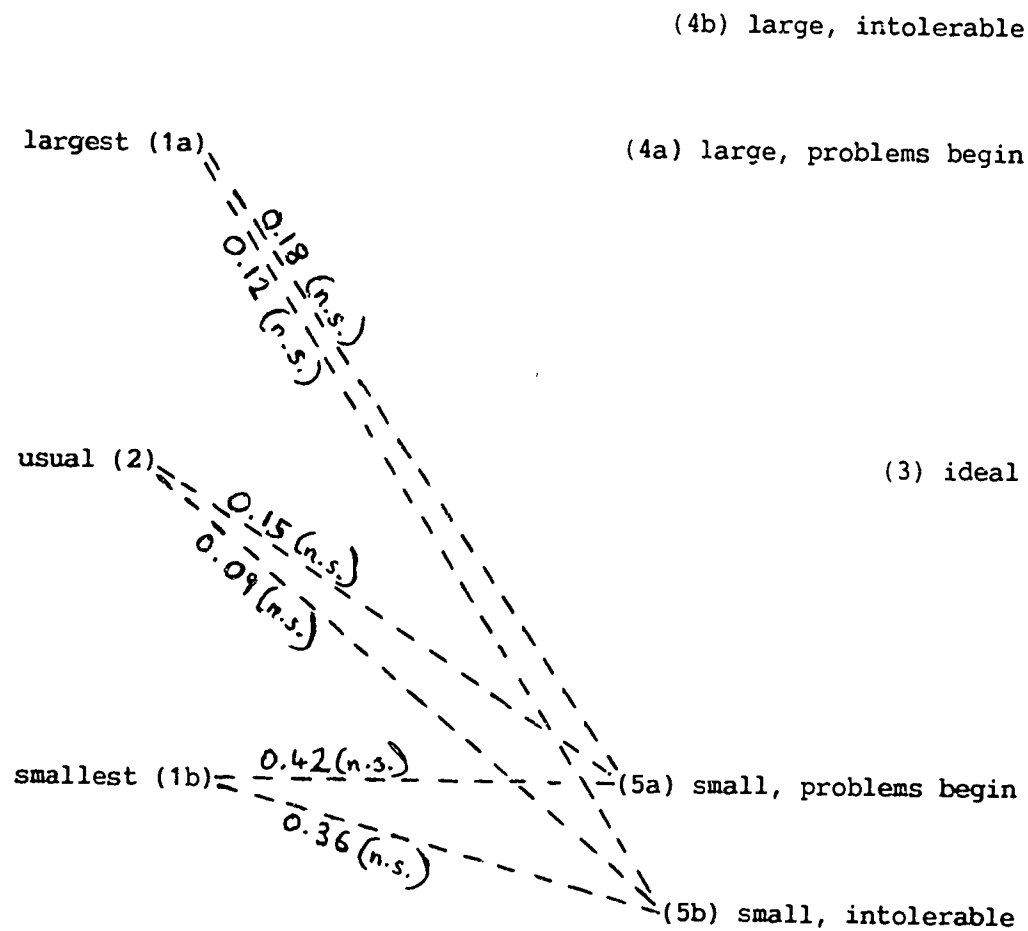 (4b) large, intolerable
largest (1a)
(4a) large, problems begin
0.18 (n.s.)
0.12 (n.s.)
usual (2)
(3) ideal
0.15 (n.s.)
0.09 (n.s.)
smallest (1b)
0.42 (n.s.)
(5a) small, problems begin
0.36 (n.s.)
(5b) small, intolerable